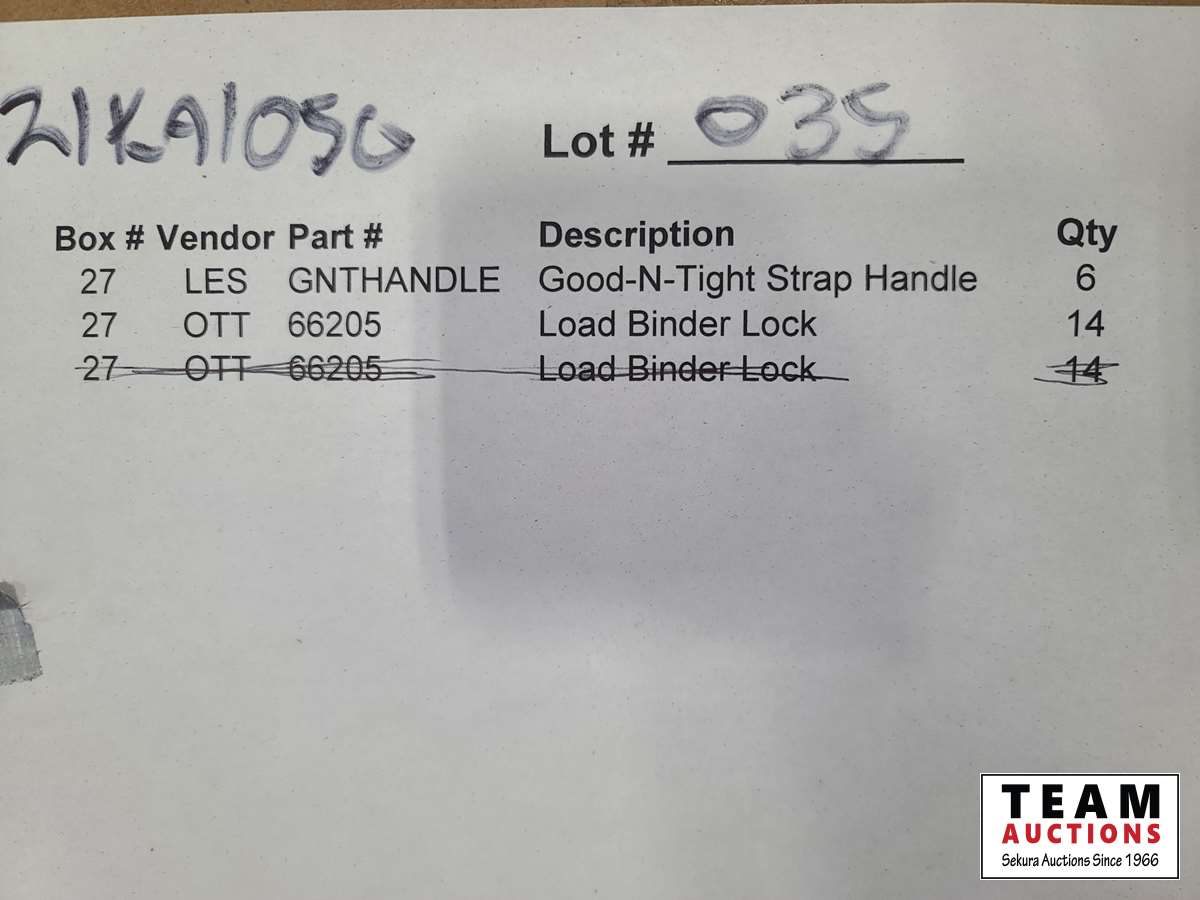 21KA1050 Lot # 035
Box # Vendor Part # Description Qty
27 LES GNTHANDLE Good-N-Tight Strap Handle 6
27 OTT 66205 Load Binder Lock 14
27 OTT 66205 Load Binder Lock 14
TEAM
AUCTIONS
Sekura Auctions Since 1966